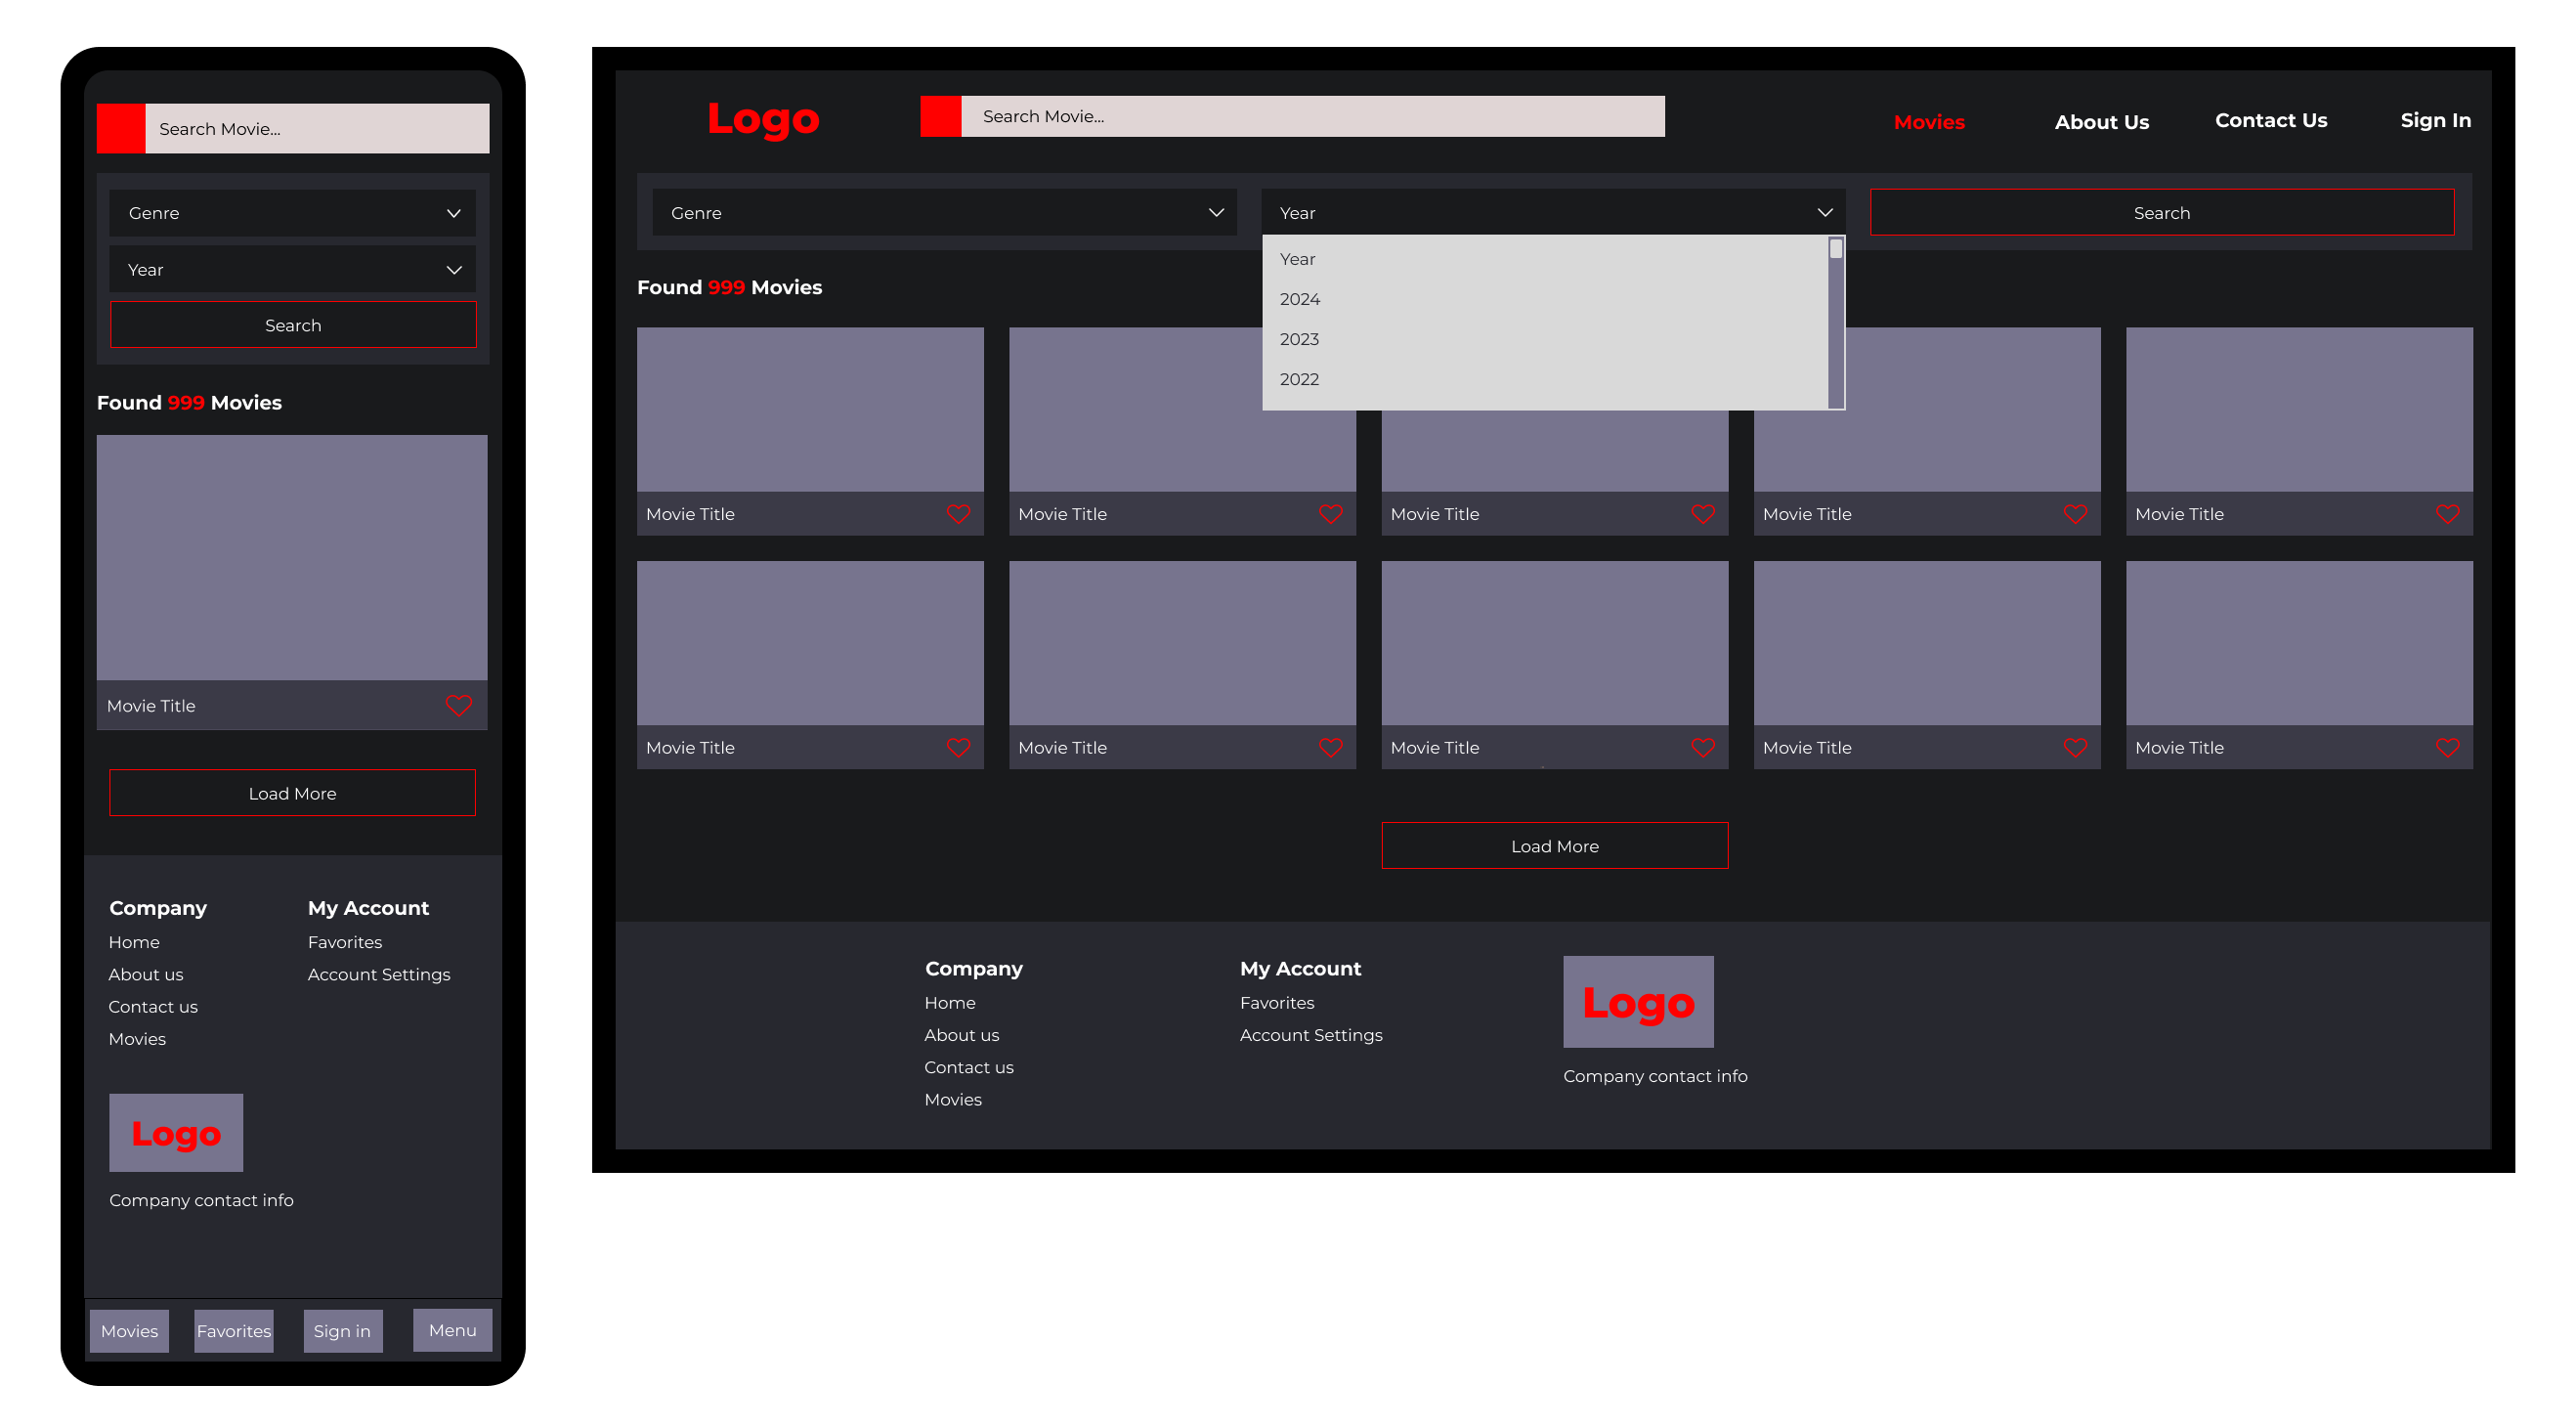 Search Movie...
Genre
Year
Search
Found 999 Movies
Movie Title
Load More
Company My Account
Home Favorites
About us Account Settings
Contact us
Movies
Logo
Company contact info
Movies Favorites Sign in Menu
Logo Search Movie... Movies About Us Contact Us Sign In
Genre Year Search
Year
2024
2023
2022
Found 999 Movies
Movie Title Movie Title Movie Title Movie Title Movie Title
Movie Title Movie Title Movie Title Movie Title Movie Title
Load More
Company My Account
Home Favorites
About us Account Settings
Contact us
Movies
Logo
Company contact info